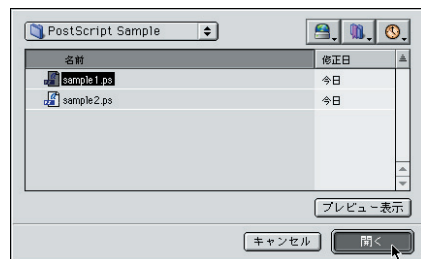 PostScript Sample
名前 修正日
sample1.ps 今日
sample2.ps 今日
プレビュー表示
キャンセル 開く